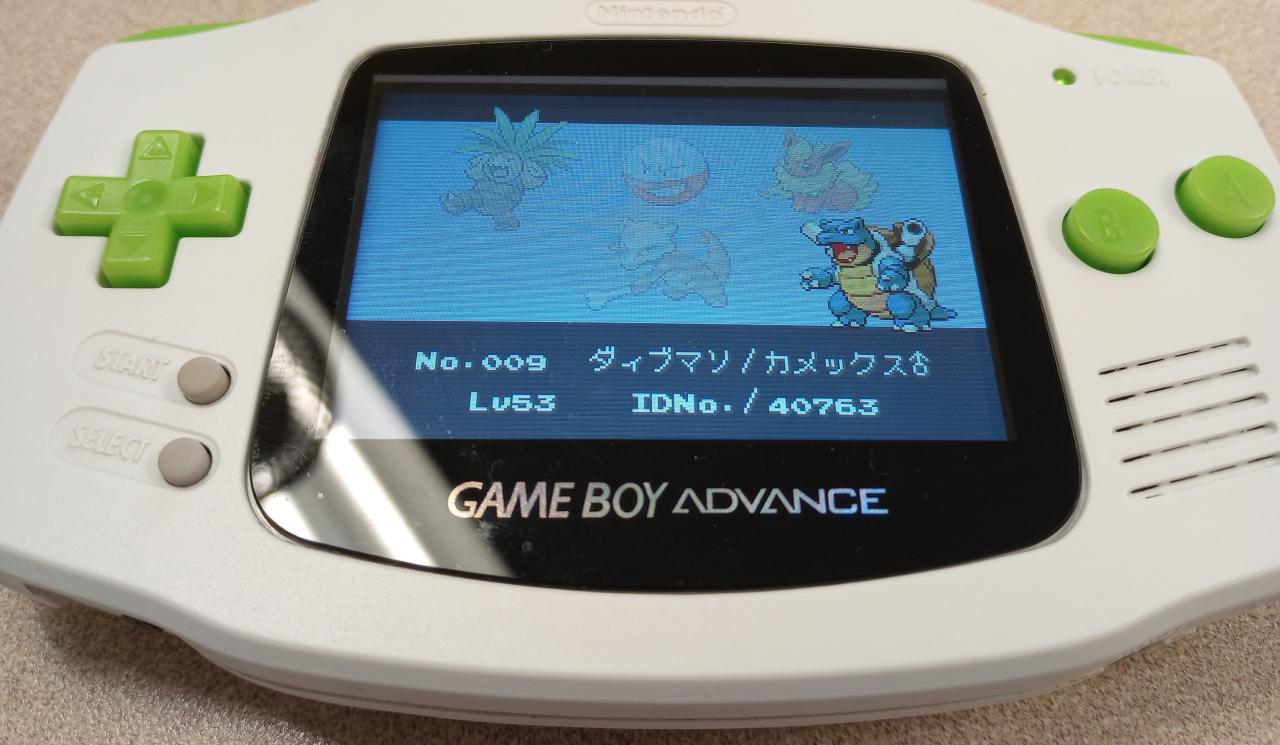 Nintendo
POWER
A
B
START
SELECT
No.009 ダイブマソ/カメックス♂
Lv53 IDNo./40763
GAME BOY ADVANCE